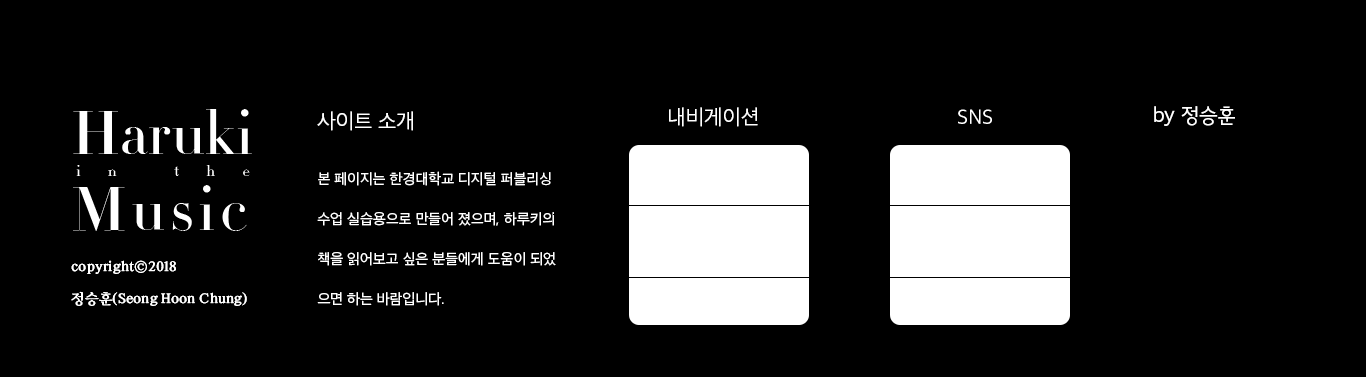 Haruki
in the
Music
copyright©2018
정승훈(Seong Hoon Chung)
사이트 소개
본 페이지는 한경대학교 디지털 퍼블리싱
수업 실습용으로 만들어 졌으며, 하루키의
책을 읽어보고 싶은 분들에게 도움이 되었
으면 하는 바람입니다.
내비게이션
SNS
by 정승훈